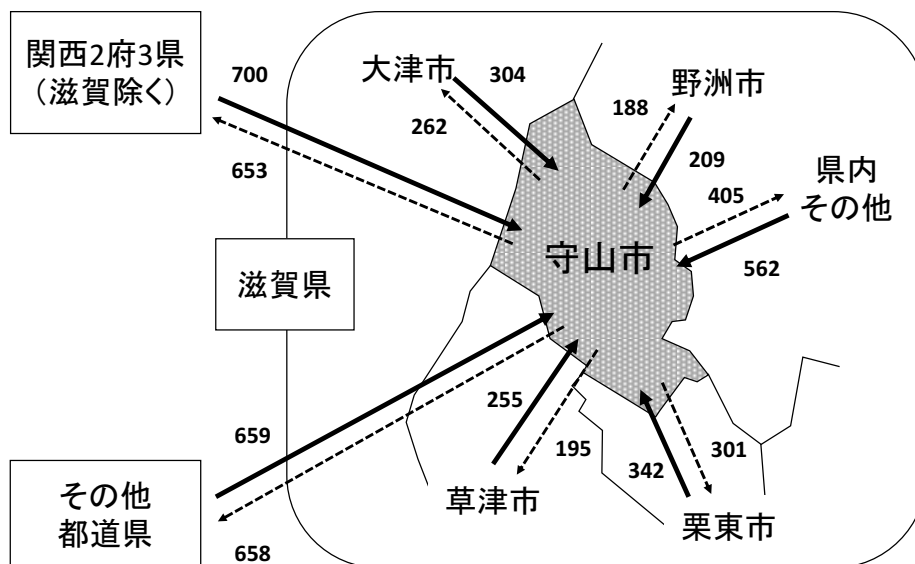 関西2府3県
（滋賀除く）
700
653
大津市
304
262
野洲市
188
209
県内
その他
405
562
守山市
滋賀県
659
658
その他
都道県
255
195
草津市
342
301
栗東市